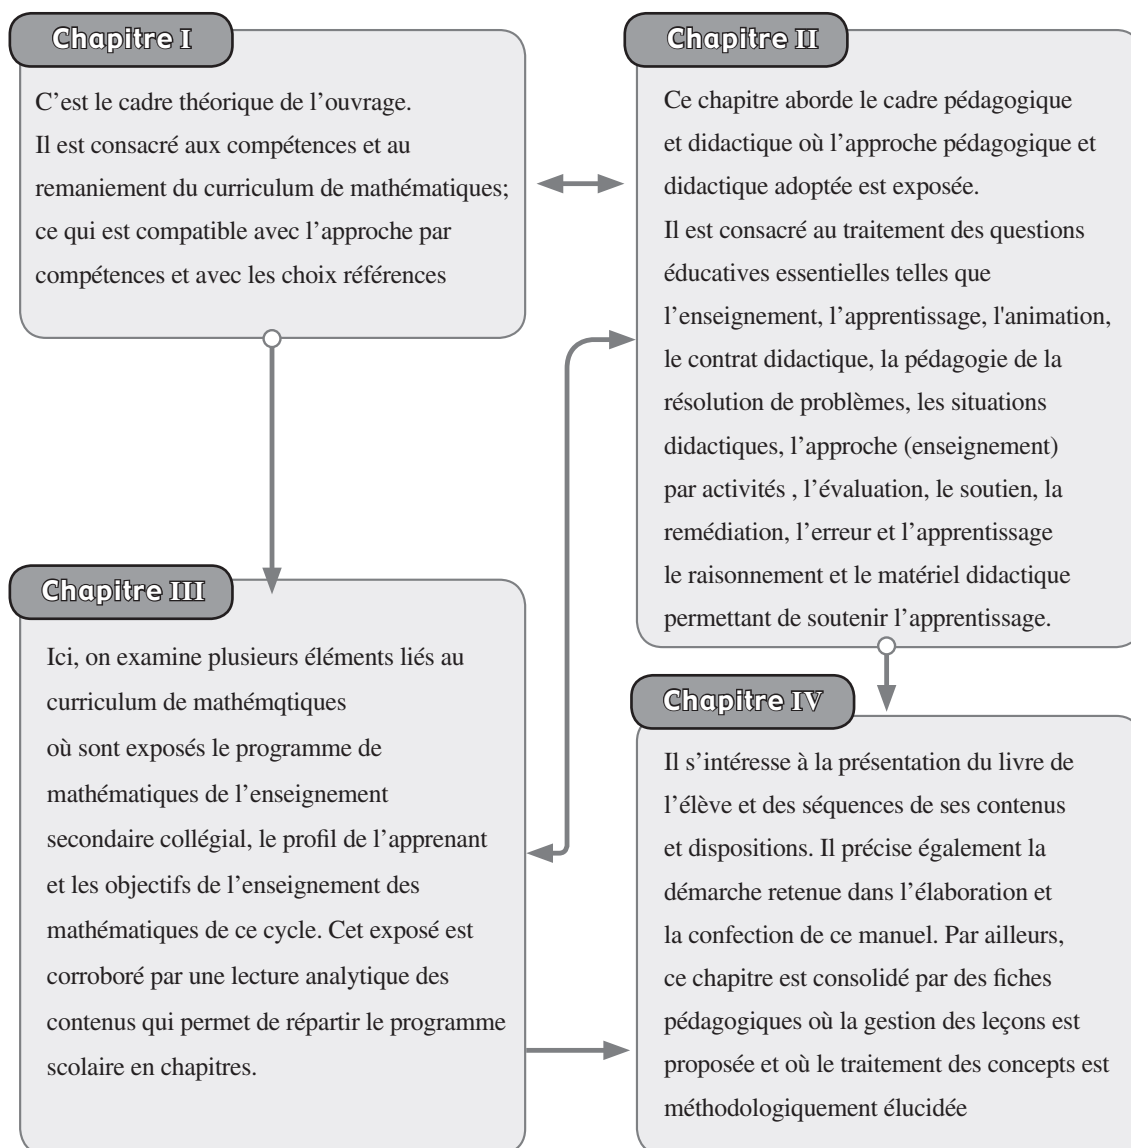 Chapitre I
C’est le cadre théorique de l’ouvrage.
Il est consacré aux compétences et au
remaniement du curriculum de mathématiques;
ce qui est compatible avec l’approche par
compétences et avec les choix références
Chapitre II
Ce chapitre aborde le cadre pédagogique
et didactique où l’approche pédagogique et
didactique adoptée est exposée.
Il est consacré au traitement des questions
éducatives essentielles telles que
l’enseignement, l’apprentissage, l'animation,
le contrat didactique, la pédagogie de la
résolution de problèmes, les situations
didactiques, l’approche (enseignement)
par activités , l’évaluation, le soutien, la
remédiation, l’erreur et l’apprentissage
le raisonnement et le matériel didactique
permettant de soutenir l’apprentissage.
Chapitre III
Ici, on examine plusieurs éléments liés au
curriculum de mathémqtiques
où sont exposés le programme de
mathématiques de l’enseignement
secondaire collégial, le profil de l’apprenant
et les objectifs de l’enseignement des
mathématiques de ce cycle. Cet exposé est
corroboré par une lecture analytique des
contenus qui permet de répartir le programme
scolaire en chapitres.
Chapitre IV
Il s’intéresse à la présentation du livre de
l’élève et des séquences de ses contenus
et dispositions. Il précise également la
démarche retenue dans l’élaboration et
la confection de ce manuel. Par ailleurs,
ce chapitre est consolidé par des fiches
pédagogiques où la gestion des leçons est
proposée et où le traitement des concepts est
méthodologiquement élucidée